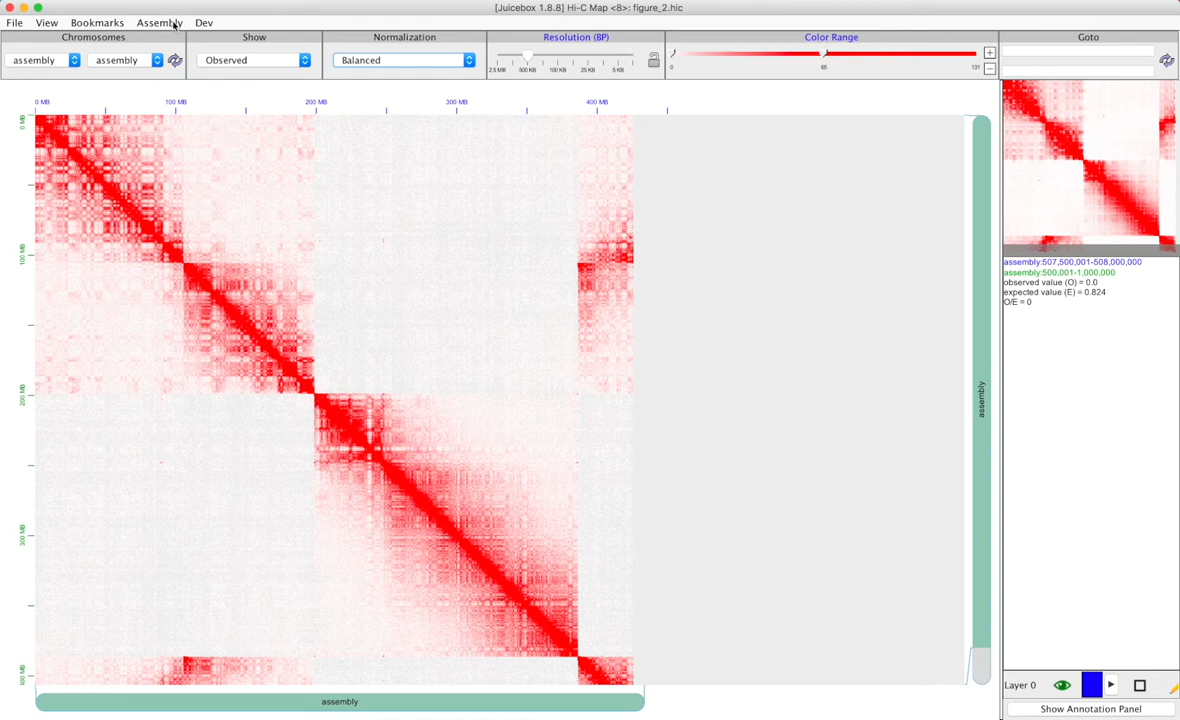 [Juicebox 1.8.8] Hi-C Map <8>: figure_2.hic
File View Bookmarks Assembly Dev
Chromosomes Show Normalization Resolution (BP) Color Range Goto
assembly assembly Observed Balanced
2.5 MB 500 KB 100 KB 25 KB 5 KB
0 65 131
0 MB 100 MB 200 MB 300 MB 400 MB
0 MB
100 MB
200 MB
300 MB
400 MB
assembly
assembly
assembly:507,500,001-508,000,000
assembly:500,001-1,000,000
observed value (O) = 0.0
expected value (E) = 0.824
O/E = 0
Layer 0
Show Annotation Panel